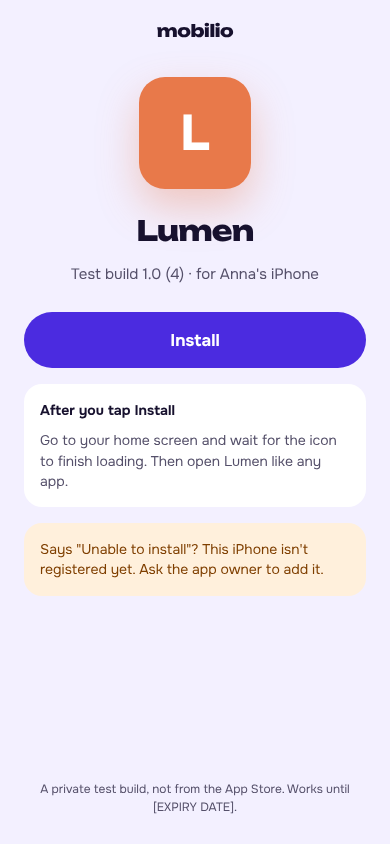 mobilio
L
Lumen
Test build 1.0 (4) · for Anna's iPhone
Install
After you tap Install
Go to your home screen and wait for the icon
to finish loading. Then open Lumen like any
app.
Says "Unable to install"? This iPhone isn't
registered yet. Ask the app owner to add it.
A private test build, not from the App Store. Works until
[EXPIRY DATE].